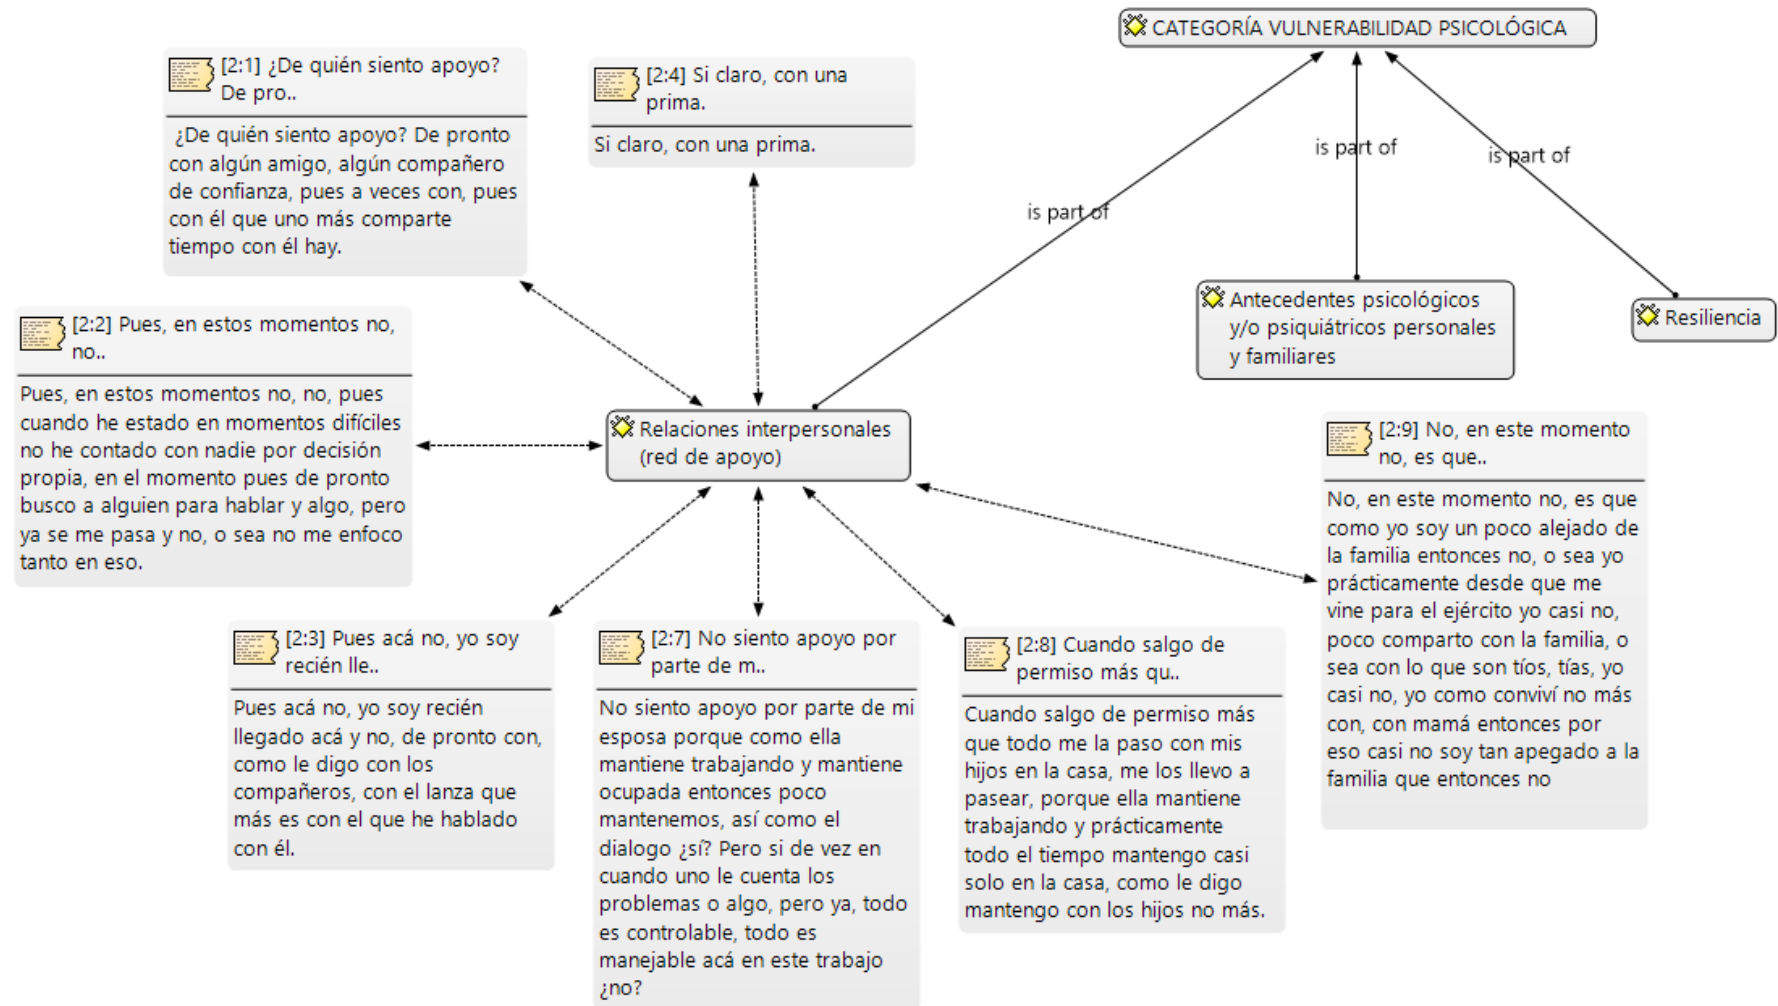 CATEGORÍA VULNERABILIDAD PSICOLÓGICA
[2:1] ¿De quién siento apoyo?
De pro..
¿De quién siento apoyo? De pronto
con algún amigo, algún compañero
de confianza, pues a veces con, pues
con él que uno más comparte
tiempo con él hay.
[2:4] Si claro, con una
prima.
Si claro, con una prima.
is part of
is part of
is part of
Antecedentes psicológicos
y/o psiquiátricos personales
y familiares
Resiliencia
[2:2] Pues, en estos momentos no,
no..
Pues, en estos momentos no, no, pues
cuando he estado en momentos difíciles
no he contado con nadie por decisión
propia, en el momento pues de pronto
busco a alguien para hablar y algo, pero
ya se me pasa y no, o sea no me enfoco
tanto en eso.
Relaciones interpersonales
(red de apoyo)
[2:9] No, en este momento
no, es que..
No, en este momento no, es que
como yo soy un poco alejado de
la familia entonces no, o sea yo
prácticamente desde que me
vine para el ejército yo casi no,
poco comparto con la familia, o
sea con lo que son tíos, tías, yo
casi no, yo como conviví no más
con, con mamá entonces por
eso casi no soy tan apegado a la
familia que entonces no
[2:3] Pues acá no, yo soy
recién lle..
Pues acá no, yo soy recién
llegado acá y no, de pronto con,
como le digo con los
compañeros, con el lanza que
más es con el que he hablado
con él.
[2:7] No siento apoyo por
parte de m..
No siento apoyo por parte de mi
esposa porque como ella
mantiene trabajando y mantiene
ocupada entonces poco
mantenemos, así como el
dialogo ¿sí? Pero si de vez en
cuando uno le cuenta los
problemas o algo, pero ya, todo
es controlable, todo es
manejable acá en este trabajo
¿no?
[2:8] Cuando salgo de
permiso más qu..
Cuando salgo de permiso más
que todo me la paso con mis
hijos en la casa, me los llevo a
pasear, porque ella mantiene
trabajando y prácticamente
todo el tiempo mantengo casi
solo en la casa, como le digo
mantengo con los hijos no más.